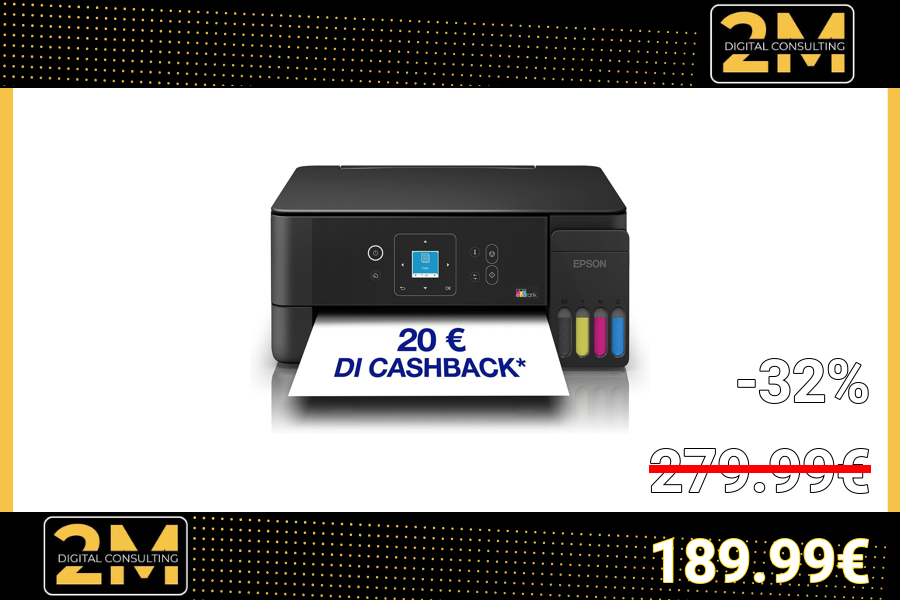 2M
DIGITAL CONSULTING
EPSON
20 €
DI CASHBACK*
-32%
279.99€
2M
DIGITAL CONSULTING
189.99€